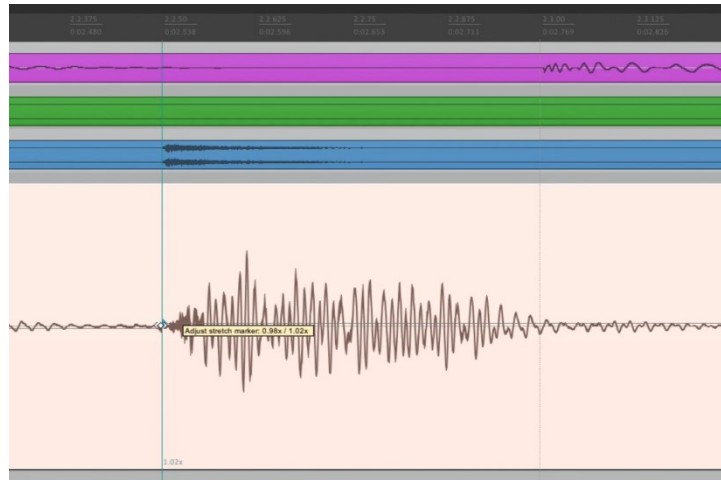 2.2.375 2.2.50 2.2.625 2.2.75 2.2.875 2.3.00 2.3.125
0:02.480 0:02.538 0:02.596 0:02.653 0:02.711 0:02.769 0:02.826
Adjust stretch marker: 0.98x / 1.02x
1.02x